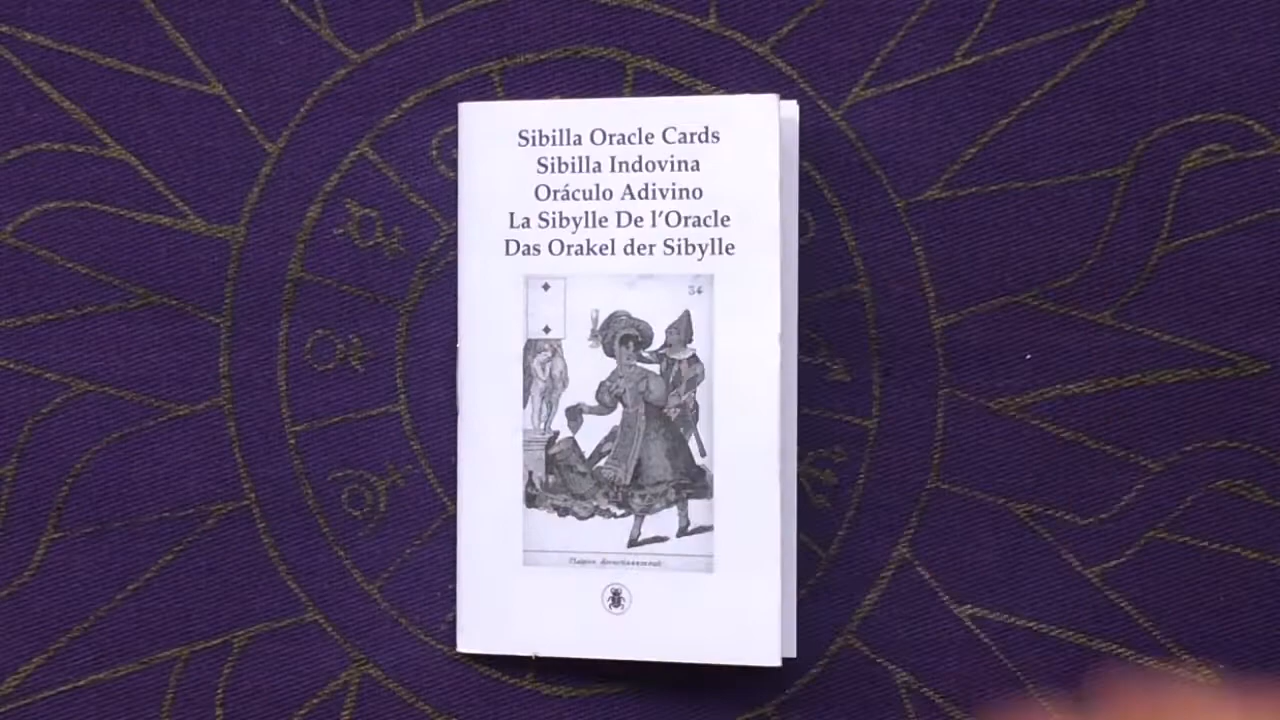 Sibilla Oracle Cards
Sibilla Indovina
Oráculo Adivino
La Sibylle De l'Oracle
Das Orakel der Sibylle
34